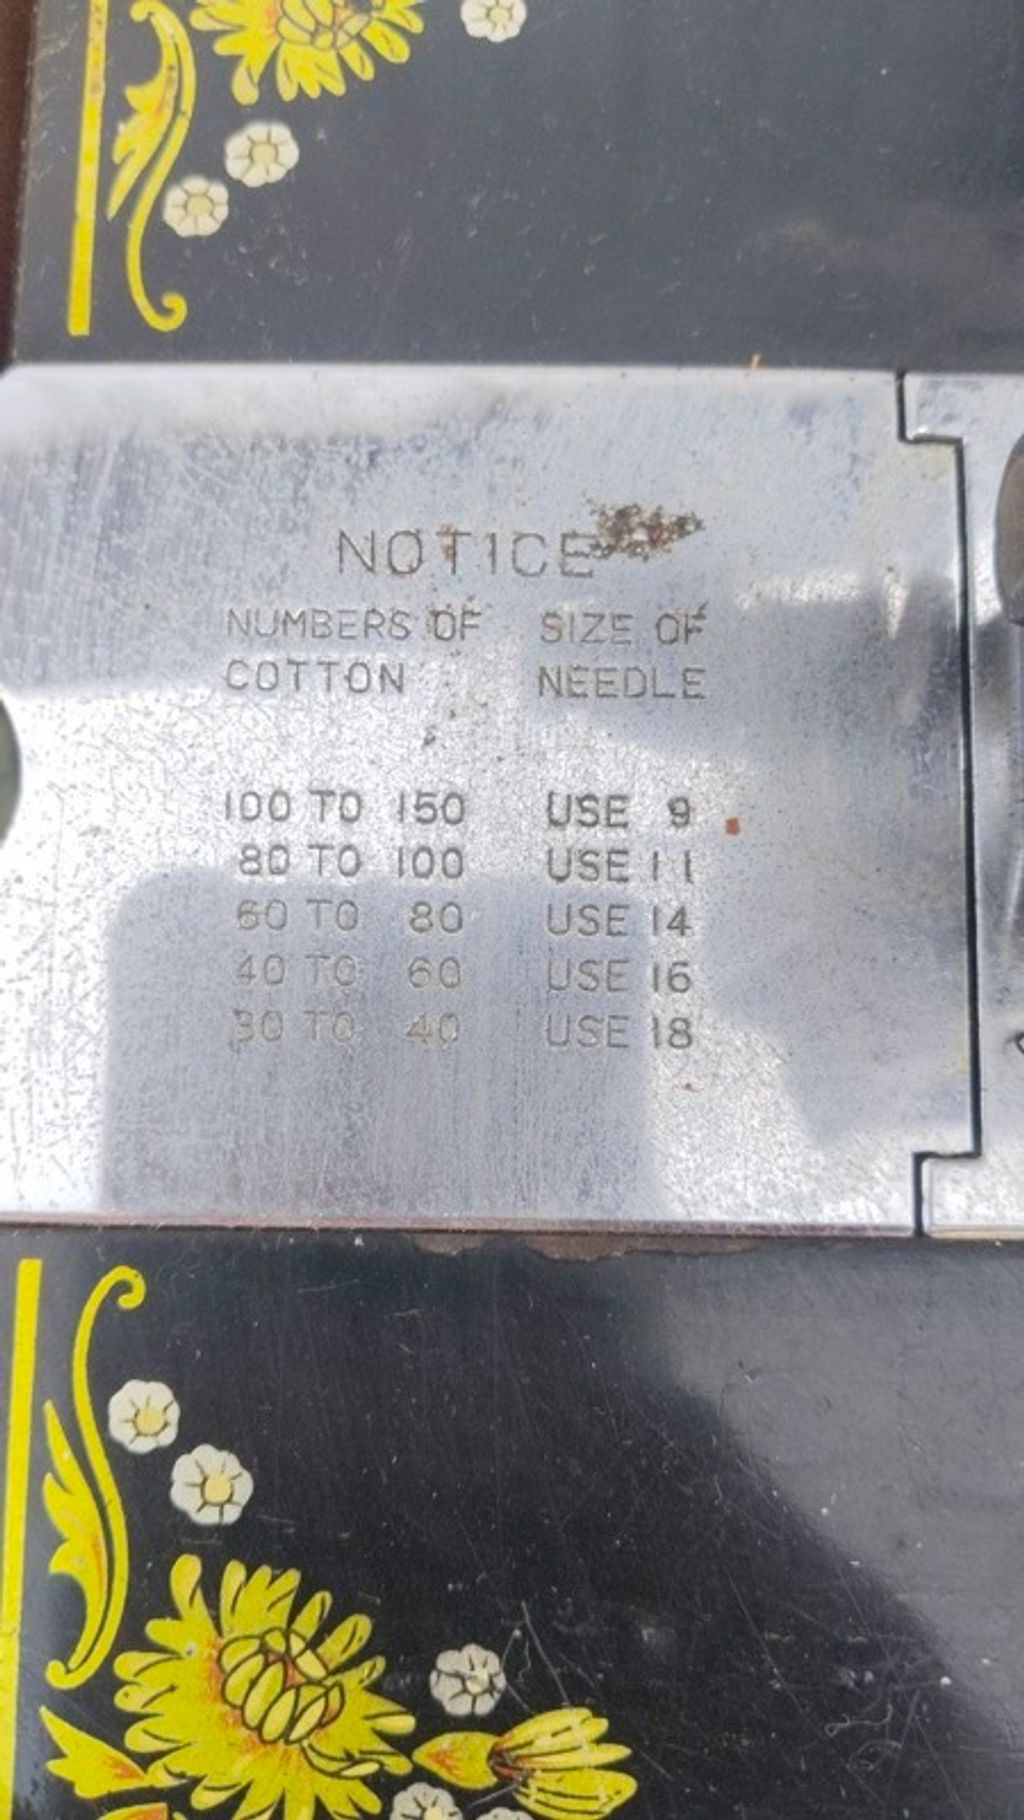 NOTICE
NUMBERS OF SIZE OF
COTTON NEEDLE
100 TO 150 USE 9
80 TO 100 USE 11
60 TO 80 USE 14
40 TO 60 USE 16
30 TO 40 USE 18